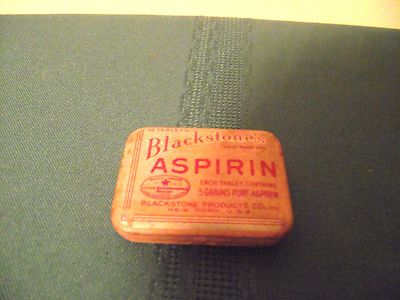 12 TABLETS
Blackstone's
TRADE MARK REG.
ASPIRIN
EACH TABLET CONTAINS
5 GRAINS PURE ASPIRIN
BLACKSTONE PRODUCTS CO., INC.
NEW YORK, U.S.A.